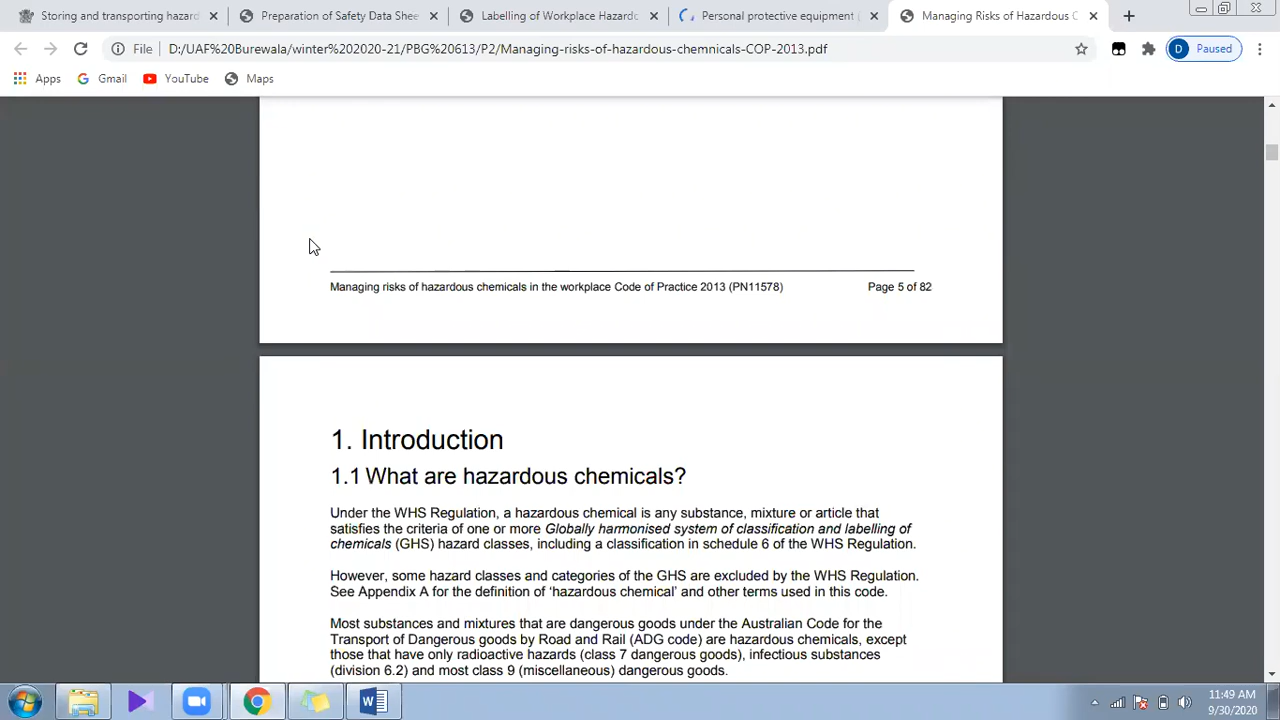 Storing and transporting hazard
Preparation of Safety Data Shee
Labelling of Workplace Hazardo
Personal protective equipment (
Managing Risks of Hazardous C
File
D:/UAF%20Burewala/winter%202020-21/PBG%20613/P2/Managing-risks-of-hazardous-chemnicals-COP-2013.pdf
D
Paused
Apps
Gmail
YouTube
Maps
Managing risks of hazardous chemicals in the workplace Code of Practice 2013 (PN11578)
Page 5 of 82
1. Introduction
1.1 What are hazardous chemicals?
Under the WHS Regulation, a hazardous chemical is any substance, mixture or article that
satisfies the criteria of one or more Globally harmonised system of classification and labelling of
chemicals (GHS) hazard classes, including a classification in schedule 6 of the WHS Regulation.
However, some hazard classes and categories of the GHS are excluded by the WHS Regulation.
See Appendix A for the definition of ‘hazardous chemical’ and other terms used in this code.
Most substances and mixtures that are dangerous goods under the Australian Code for the
Transport of Dangerous goods by Road and Rail (ADG code) are hazardous chemicals, except
those that have only radioactive hazards (class 7 dangerous goods), infectious substances
(division 6.2) and most class 9 (miscellaneous) dangerous goods.
W
11:49 AM
9/30/2020